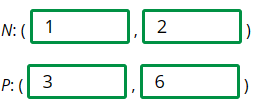 N: ( 1 , 2 )
P: ( 3 , 6 )